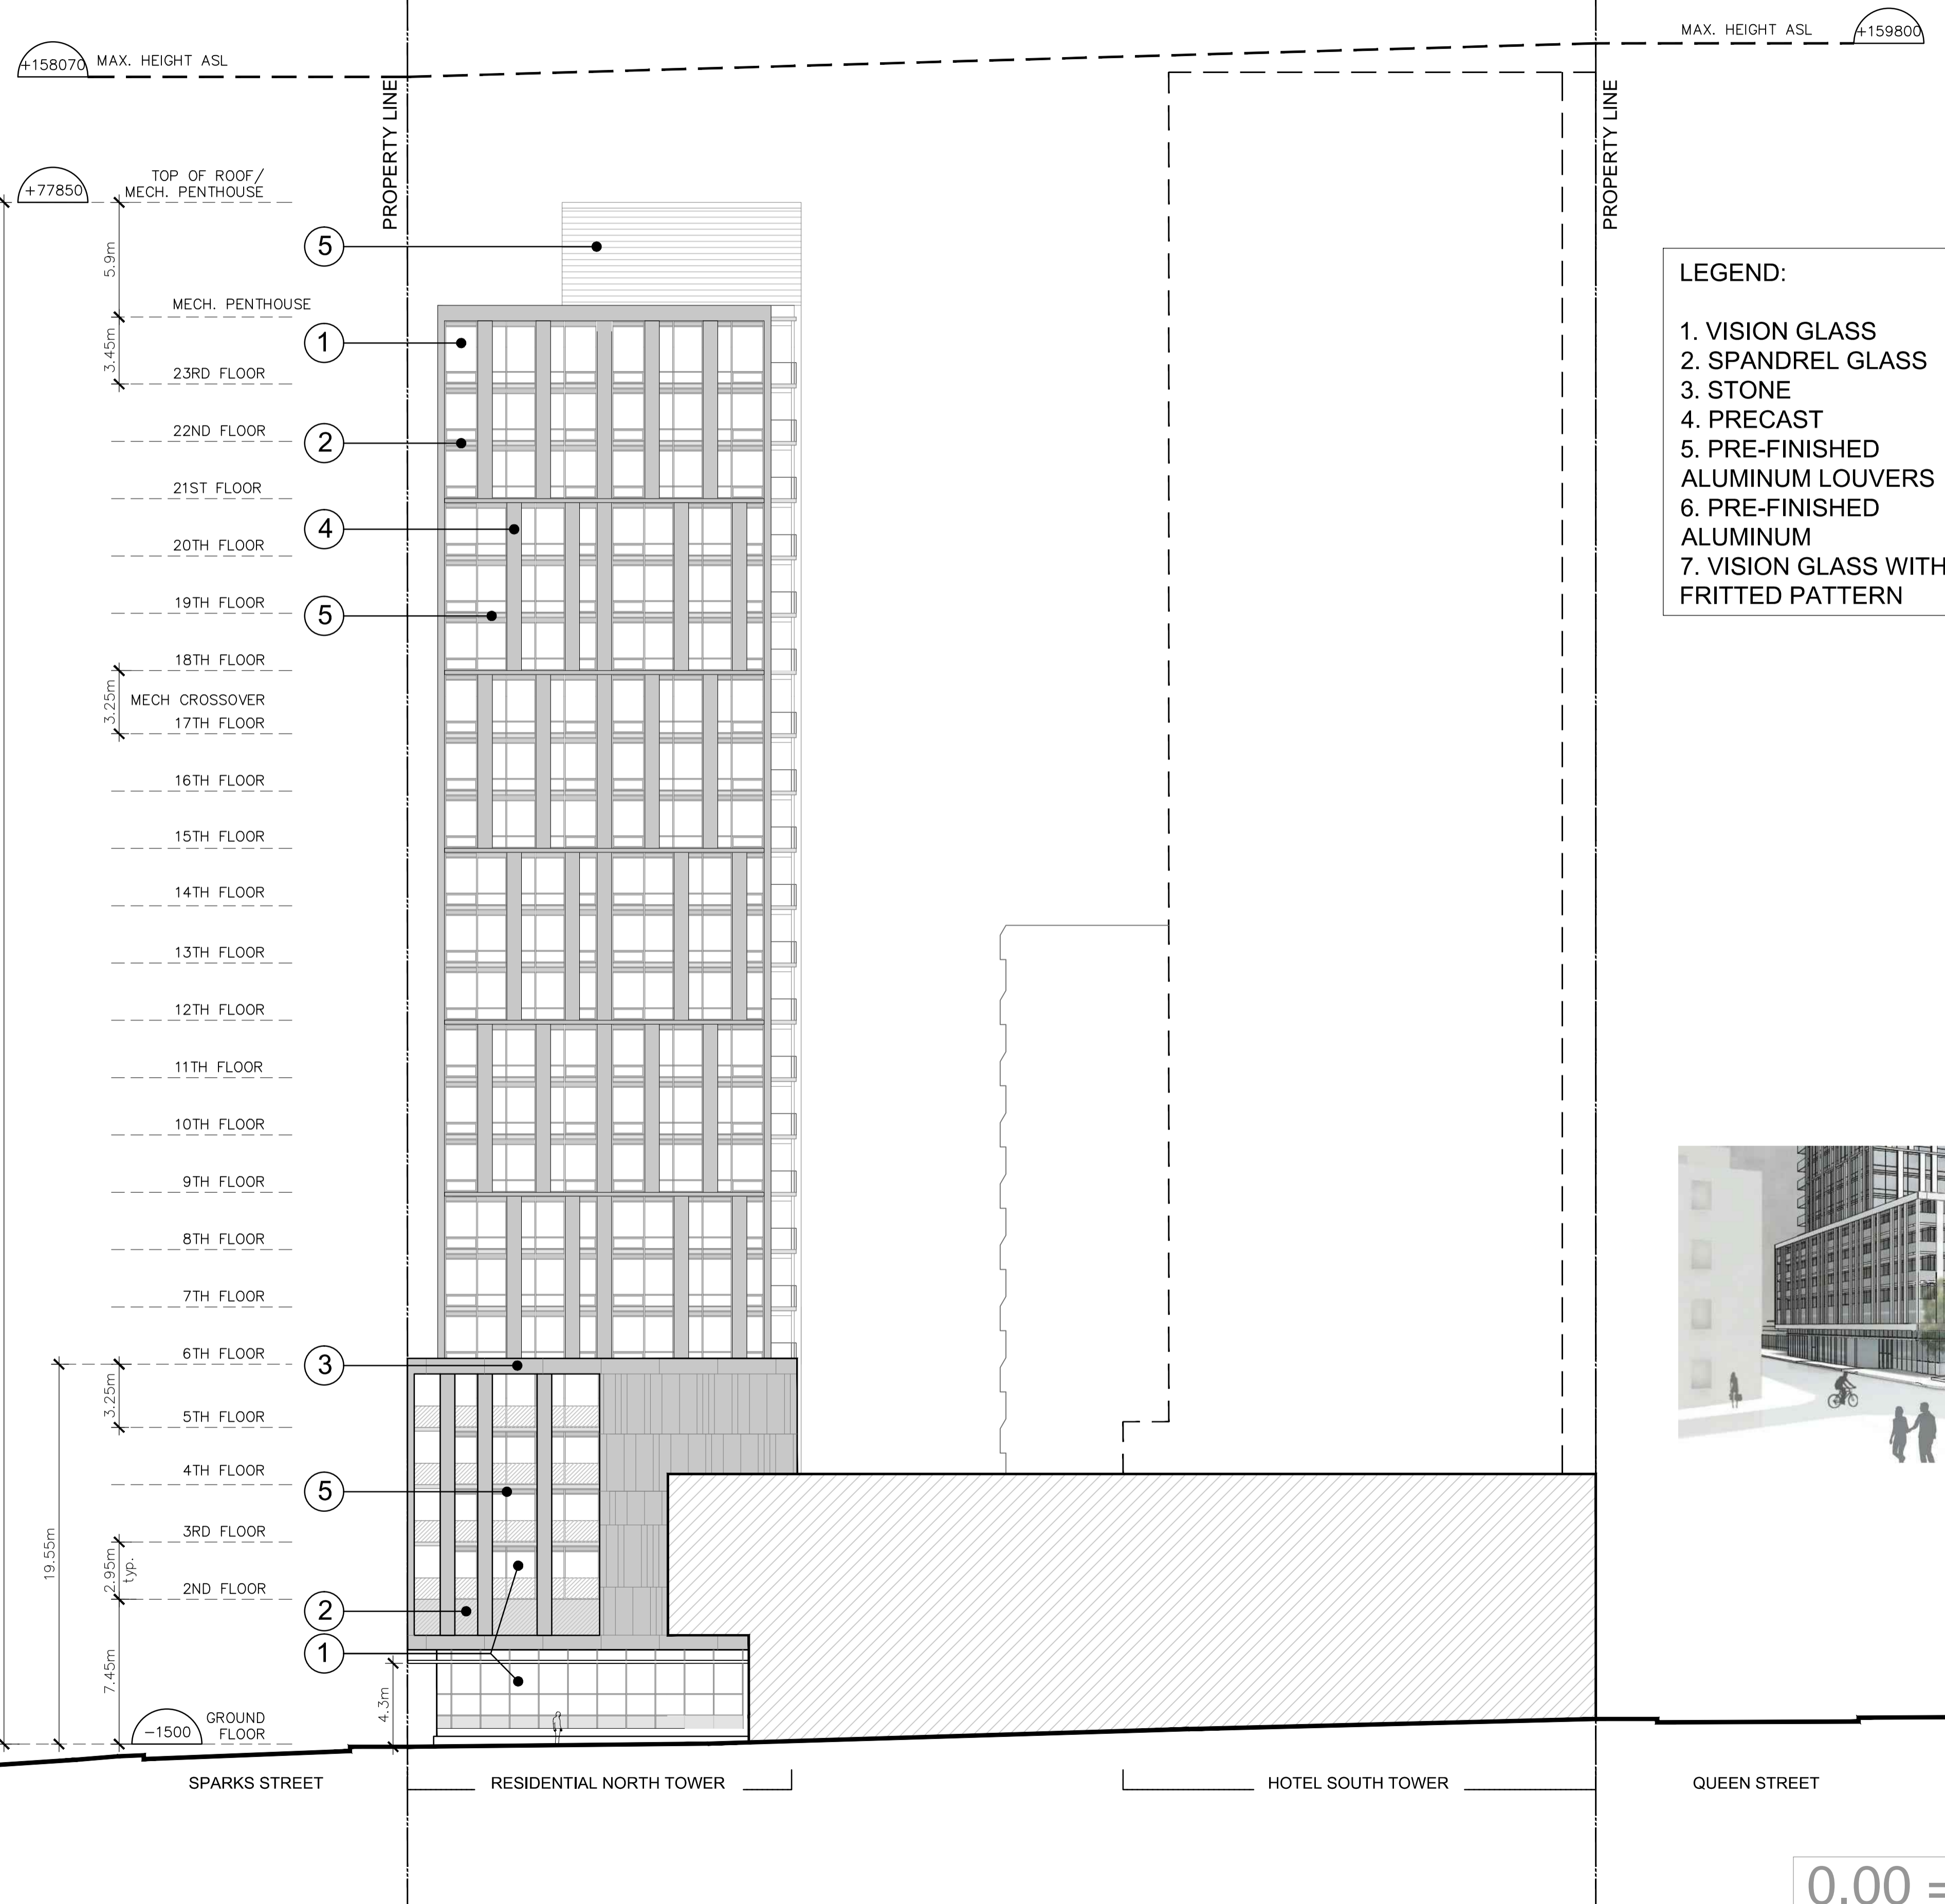 +158070
MAX. HEIGHT ASL
MAX. HEIGHT ASL
+159800
PROPERTY LINE
PROPERTY LINE
+77850
TOP OF ROOF/
MECH. PENTHOUSE
5.9m
5
MECH. PENTHOUSE
3.45m
1
23RD FLOOR
22ND FLOOR
2
21ST FLOOR
4
20TH FLOOR
19TH FLOOR
5
18TH FLOOR
3.25m
MECH CROSSOVER
17TH FLOOR
16TH FLOOR
15TH FLOOR
14TH FLOOR
13TH FLOOR
12TH FLOOR
11TH FLOOR
10TH FLOOR
9TH FLOOR
8TH FLOOR
7TH FLOOR
6TH FLOOR
3
3.25m
5TH FLOOR
4TH FLOOR
5
3RD FLOOR
19.55m
2.95m
typ.
2ND FLOOR
2
1
7.45m
4.3m
-1500
GROUND
FLOOR
LEGEND:
1. VISION GLASS
2. SPANDREL GLASS
3. STONE
4. PRECAST
5. PRE-FINISHED
ALUMINUM LOUVERS
6. PRE-FINISHED
ALUMINUM
7. VISION GLASS WITH
FRITTED PATTERN
SPARKS STREET
RESIDENTIAL NORTH TOWER
HOTEL SOUTH TOWER
QUEEN STREET
0.00 =